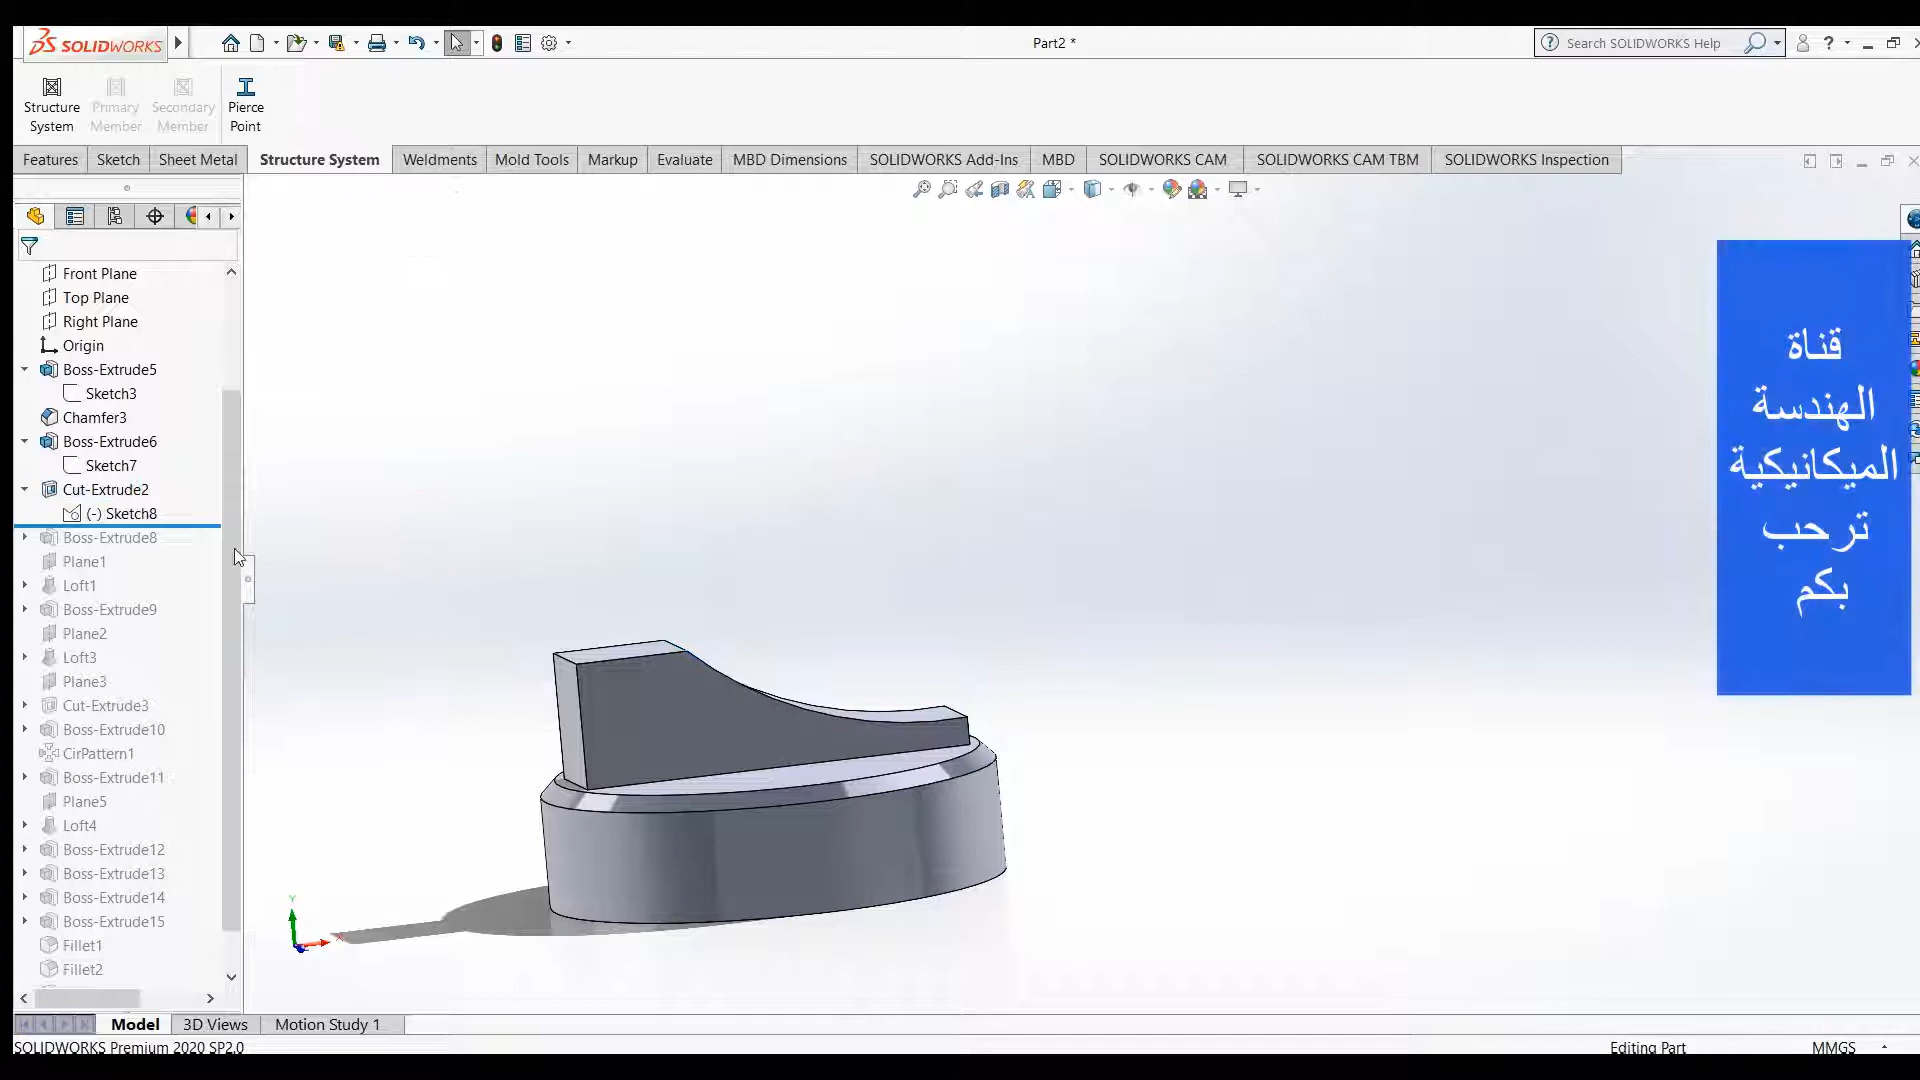 SOLIDWORKS
Part2 *
Search SOLIDWORKS Help
?
Structure System
Primary Member
Secondary Member
Pierce Point
Features
Sketch
Sheet Metal
Structure System
Weldments
Mold Tools
Markup
Evaluate
MBD Dimensions
SOLIDWORKS Add-Ins
MBD
SOLIDWORKS CAM
SOLIDWORKS CAM TBM
SOLIDWORKS Inspection
Front Plane
Top Plane
Right Plane
Origin
Boss-Extrude5
Sketch3
Chamfer3
Boss-Extrude6
Sketch7
Cut-Extrude2
(-) Sketch8
Boss-Extrude8
Plane1
Loft1
Boss-Extrude9
Plane2
Loft3
Plane3
Cut-Extrude3
Boss-Extrude10
CirPattern1
Boss-Extrude11
Plane5
Loft4
Boss-Extrude12
Boss-Extrude13
Boss-Extrude14
Boss-Extrude15
Fillet1
Fillet2
قناة
الهندسة
الميكانيكية
ترحب
بكم
Y
X
Model
3D Views
Motion Study 1
SOLIDWORKS Premium 2020 SP2.0
Editing Part
MMGS